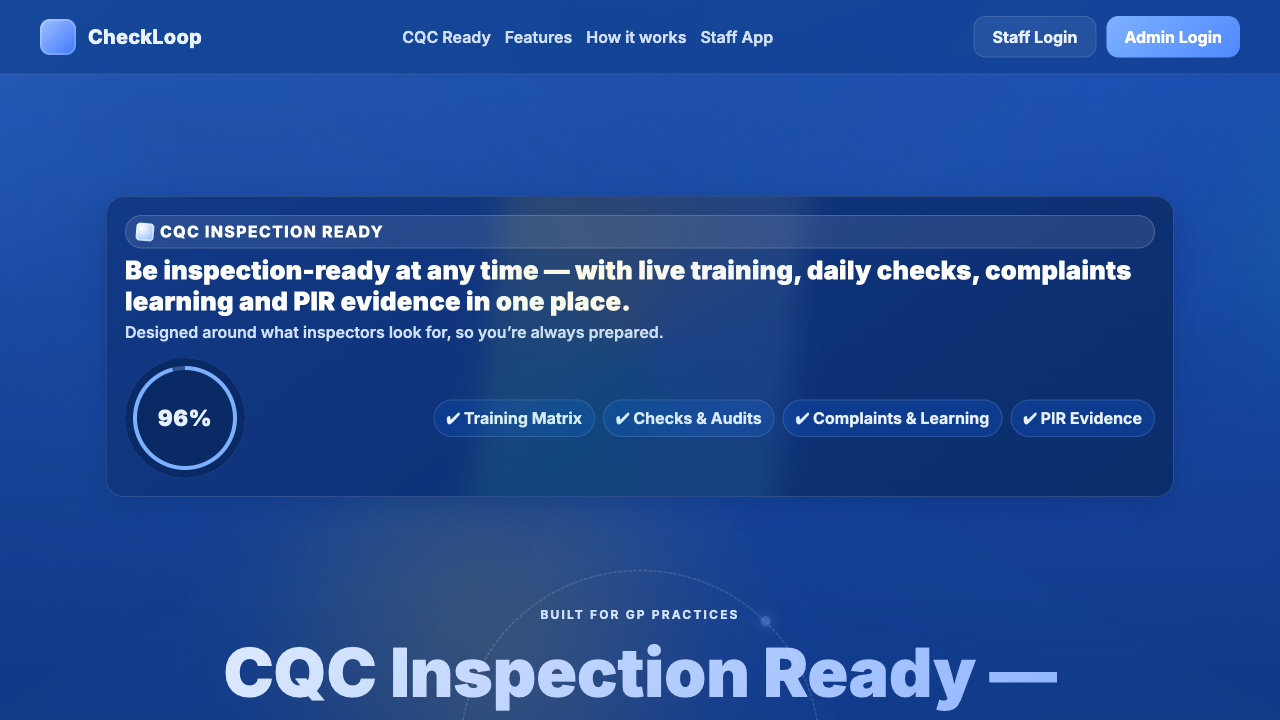 CheckLoop
CQC Ready Features How it works Staff App
Staff Login Admin Login
CQC INSPECTION READY
Be inspection-ready at any time — with live training, daily checks, complaints
learning and PIR evidence in one place.
Designed around what inspectors look for, so you’re always prepared.
96%
✔ Training Matrix ✔ Checks & Audits ✔ Complaints & Learning ✔ PIR Evidence
BUILT FOR GP PRACTICES
CQC Inspection Ready —